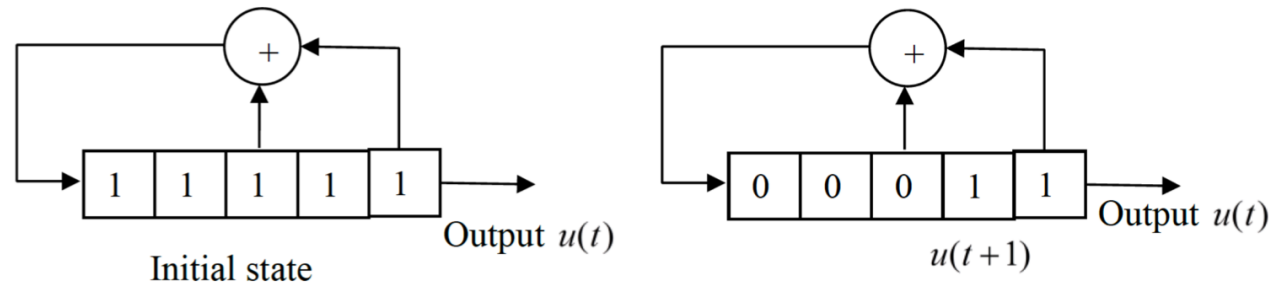 +
1 1 1 1 1
Output u(t)
Initial state
+
0 0 0 1 1
Output u(t)
u(t+1)